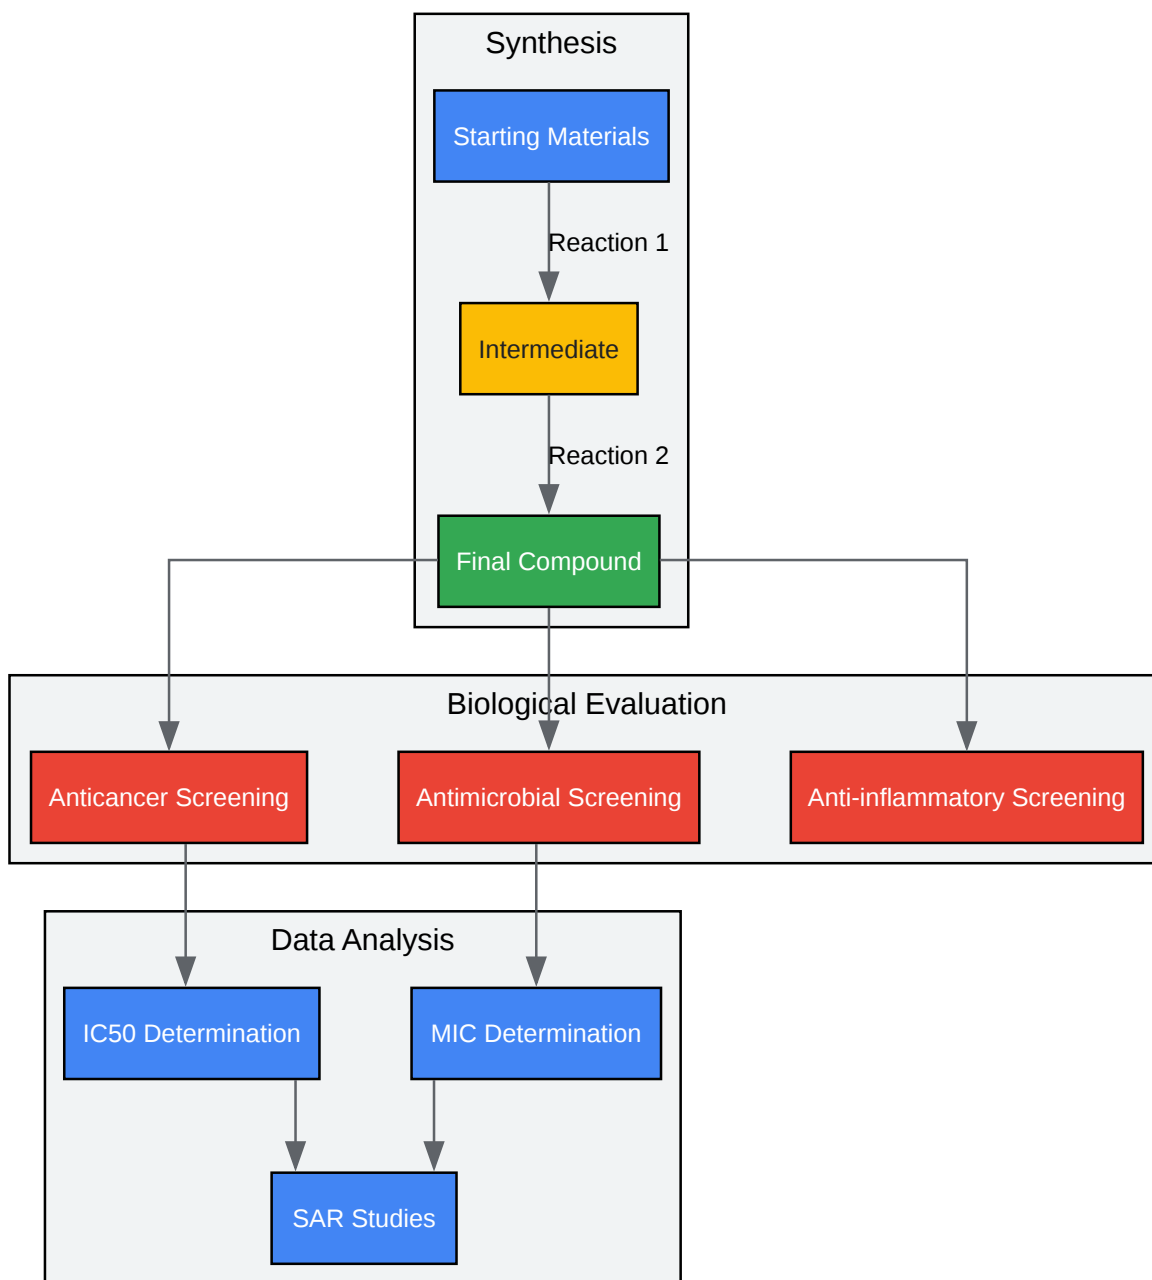 Synthesis
Starting Materials
Reaction 1
Intermediate
Reaction 2
Final Compound
Biological Evaluation
Anticancer Screening
Antimicrobial Screening
Anti-inflammatory Screening
Data Analysis
IC50 Determination
MIC Determination
SAR Studies